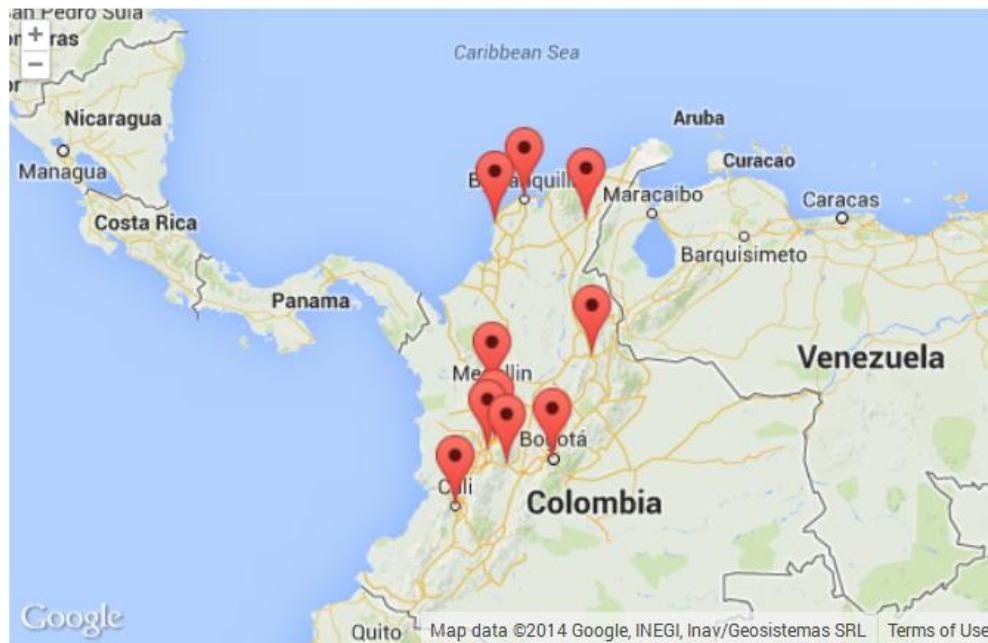 San Pedro Sula
+
−
Caribbean Sea
Nicaragua
Managua
Costa Rica
Panama
Aruba
Curacao
Maracaibo
Caracas
Barquisimeto
Venezuela
Bogotá
Cali
Colombia
Quito
Google
Map data ©2014 Google, INEGI, Inav/Geosistemas SRL
Terms of Use